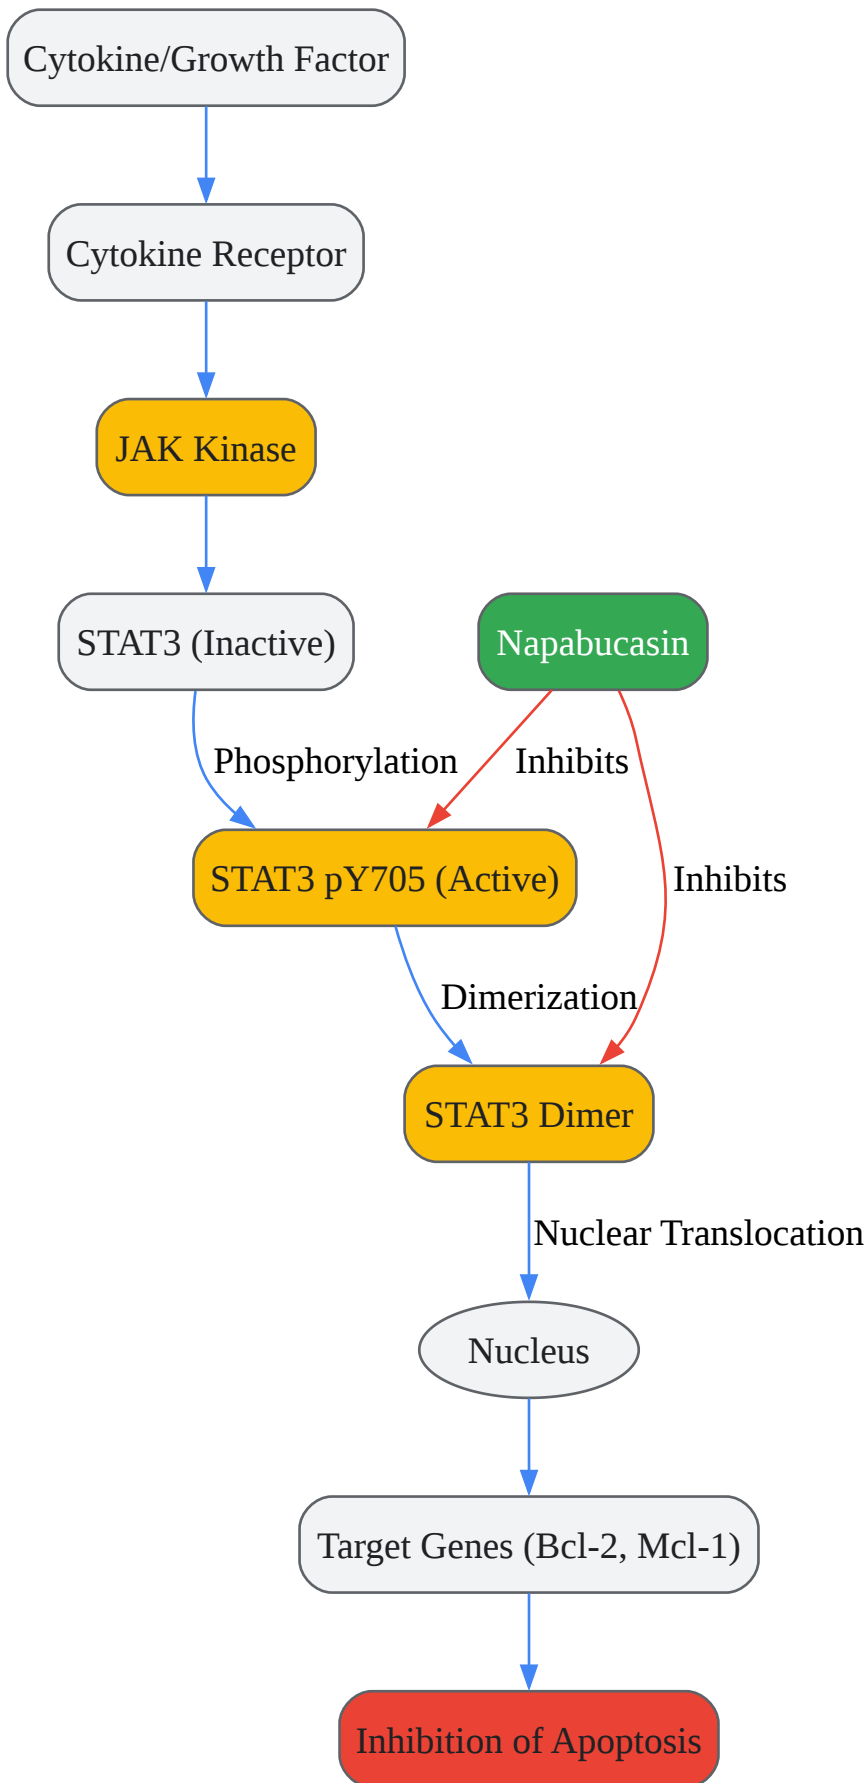 Cytokine/Growth Factor
Cytokine Receptor
JAK Kinase
STAT3 (Inactive)
Napabucasin
Phosphorylation
Inhibits
STAT3 pY705 (Active)
Inhibits
Dimerization
STAT3 Dimer
Nuclear Translocation
Nucleus
Target Genes (Bcl-2, Mcl-1)
Inhibition of Apoptosis